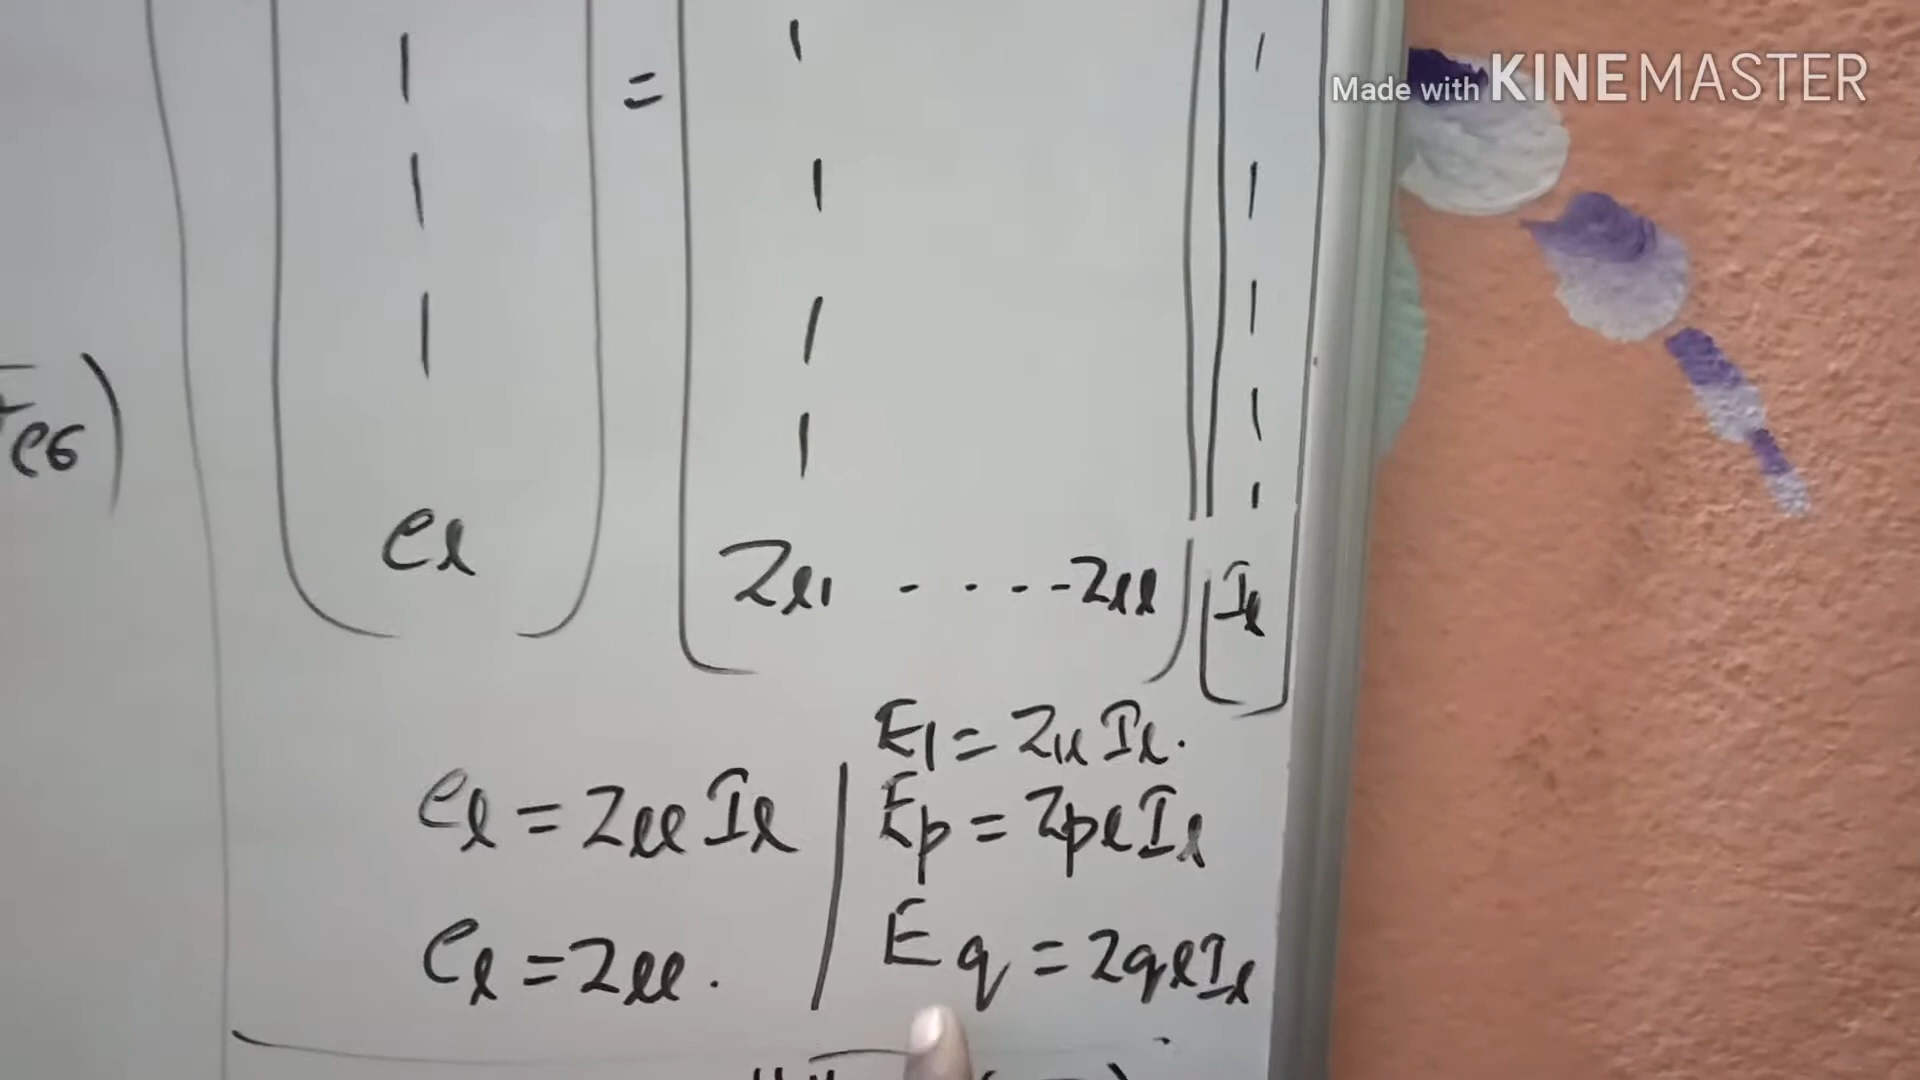 Made with KINEMASTER
=
eℓ
Zℓ1 - - - - Zℓℓ Iℓ
E1 = Z1ℓ Iℓ.
eℓ = Zℓℓ Iℓ
Ep = Zpℓ Iℓ
eℓ = Zℓℓ.
Eq = Zqℓ Iℓ